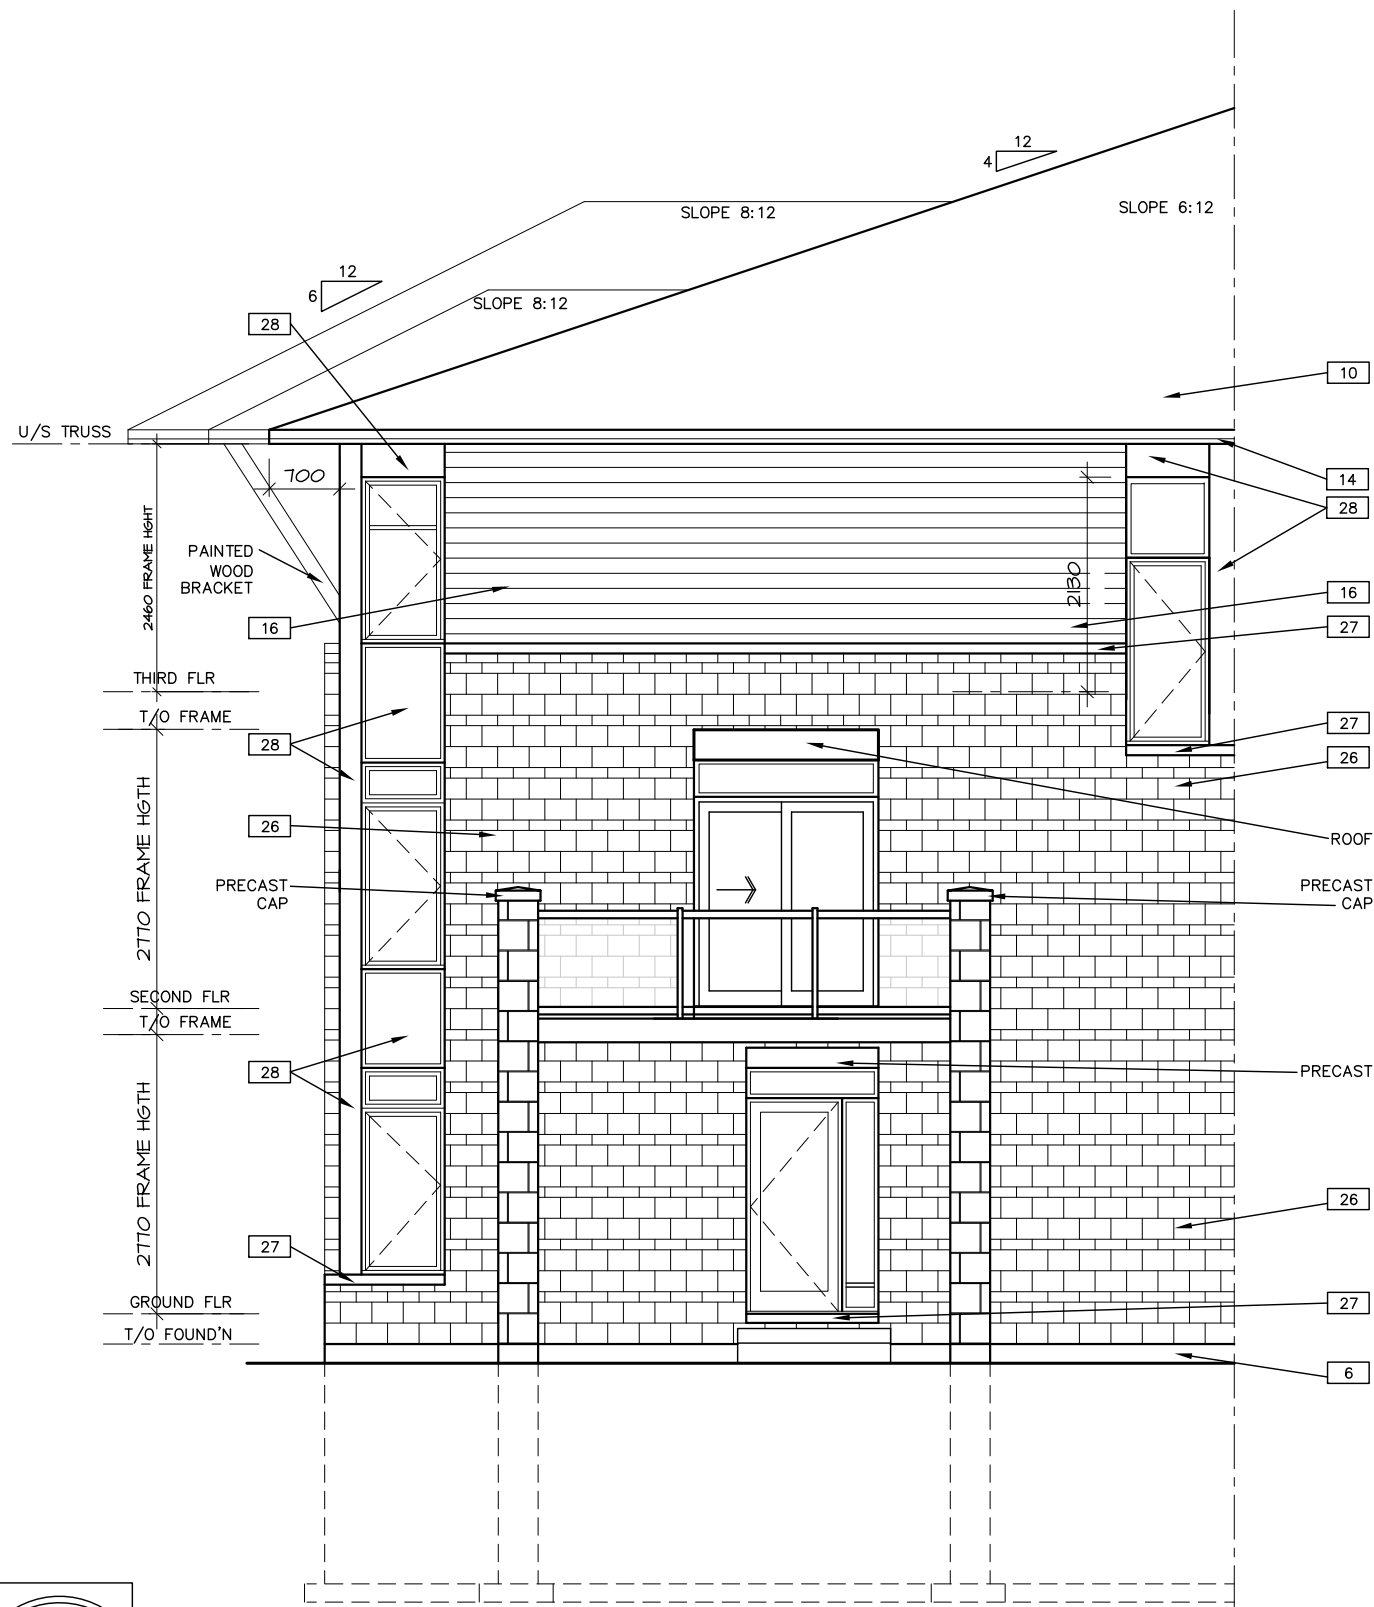 12
4
SLOPE 8:12
SLOPE 6:12
12
6
SLOPE 8:12
28
10
U/S TRUSS
700
14
28
2460 FRAME HGHT
PAINTED
WOOD
BRACKET
2130
16
16
27
THIRD FLR
T/O FRAME
27
28
26
2770 FRAME HGTH
26
ROOF
PRECAST
CAP
PRECAST
CAP
SECOND FLR
T/O FRAME
28
PRECAST
2770 FRAME HGTH
26
27
GROUND FLR
27
T/O FOUND'N
6